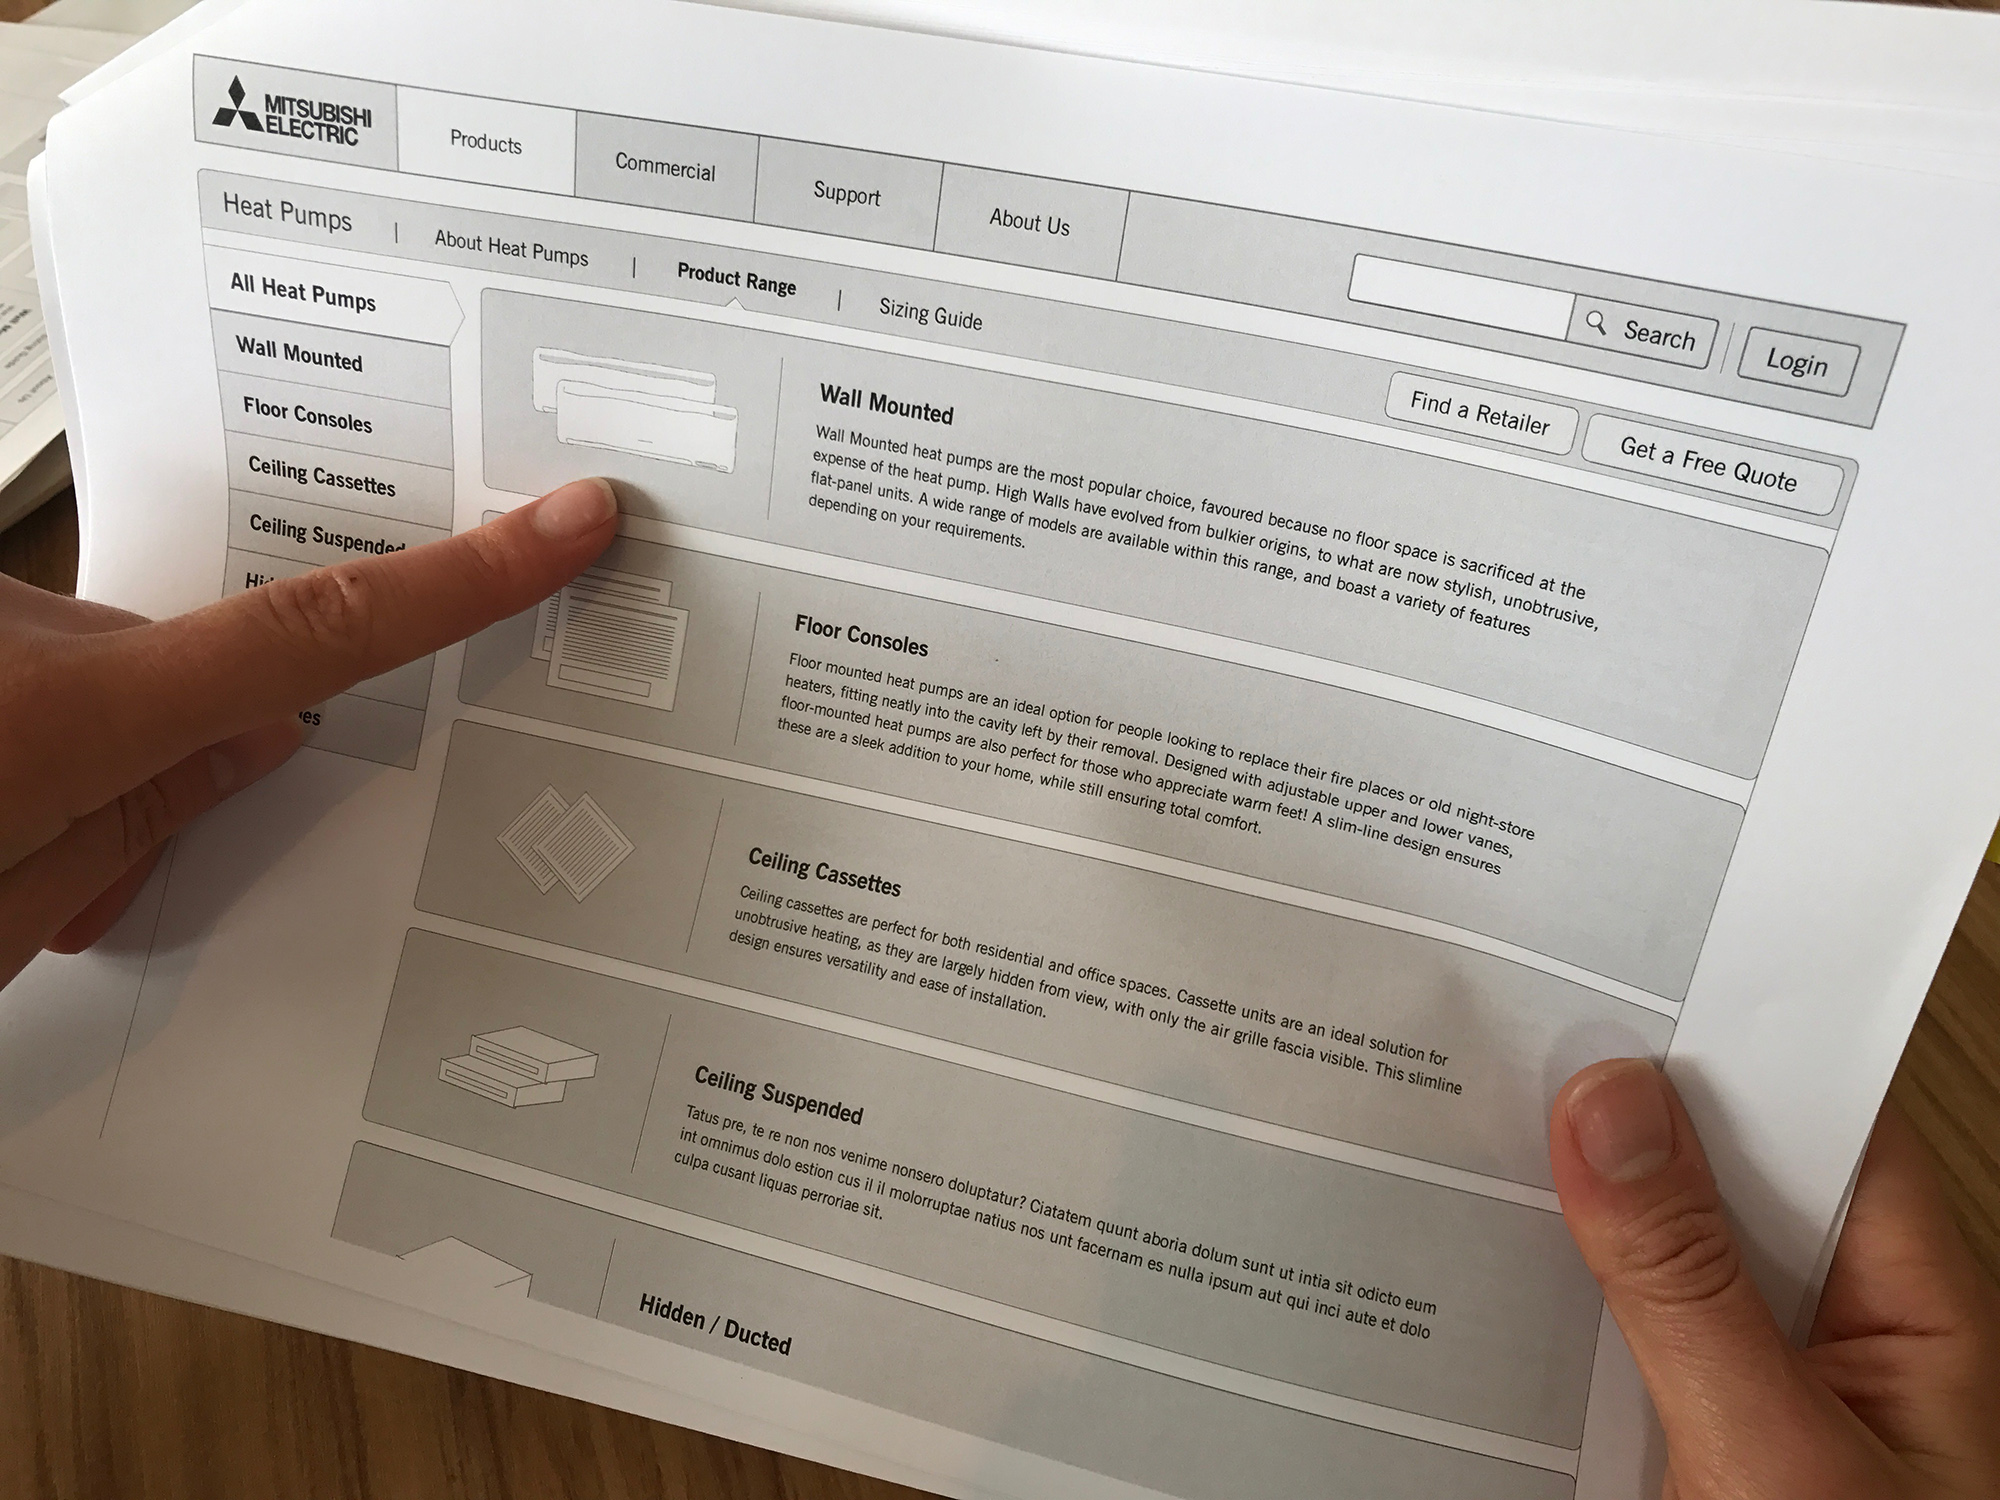 MITSUBISHI
ELECTRIC
Products
Commercial
Support
About Us
Search
Login
Heat Pumps
About Heat Pumps
Product Range
Sizing Guide
Find a Retailer
Get a Free Quote
All Heat Pumps
Wall Mounted
Floor Consoles
Ceiling Cassettes
Ceiling Suspended
Wall Mounted
Wall Mounted heat pumps are the most popular choice, favoured because no floor space is sacrificed at the
expense of the heat pump. High Walls have evolved from bulkier origins, to what are now stylish, unobtrusive,
flat-panel units. A wide range of models are available within this range, and boast a variety of features
depending on your requirements.
Floor Consoles
Floor mounted heat pumps are an ideal option for people looking to replace their fire places or old night-store
heaters, fitting neatly into the cavity left by their removal. Designed with adjustable upper and lower vanes,
floor-mounted heat pumps are also perfect for those who appreciate warm feet! A slim-line design ensures
these are a sleek addition to your home, while still ensuring total comfort.
Ceiling Cassettes
Ceiling cassettes are perfect for both residential and office spaces. Cassette units are an ideal solution for
unobtrusive heating, as they are largely hidden from view, with only the air grille fascia visible. This slimline
design ensures versatility and ease of installation.
Ceiling Suspended
Tatus pre, te re non nos venime nonsero doluptatur? Ciatatem quunt aboria dolum sunt ut intia sit odicto eum
int omnimus dolo estion cus il il molorruptae natius nos unt facernam es nulla ipsum aut qui inci aute et dolo
culpa cusant liquas perroriae sit.
Hidden / Ducted